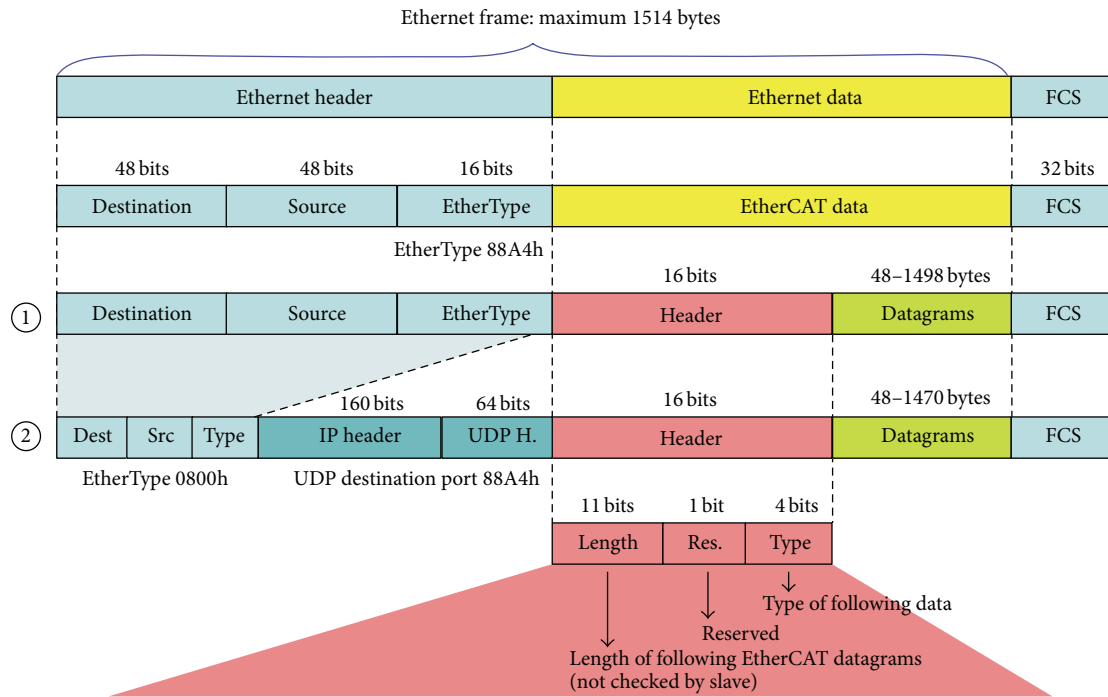 Ethernet frame: maximum 1514 bytes
Ethernet header Ethernet data FCS
48 bits 48 bits 16 bits 32 bits
Destination Source EtherType EtherCAT data FCS
EtherType 88A4h
16 bits 48–1498 bytes
1 Destination Source EtherType Header Datagrams FCS
160 bits 64 bits 16 bits 48–1470 bytes
2 Dest Src Type IP header UDP H. Header Datagrams FCS
EtherType 0800h UDP destination port 88A4h
11 bits 1 bit 4 bits
Length Res. Type
Type of following data
Reserved
Length of following EtherCAT datagrams
(not checked by slave)